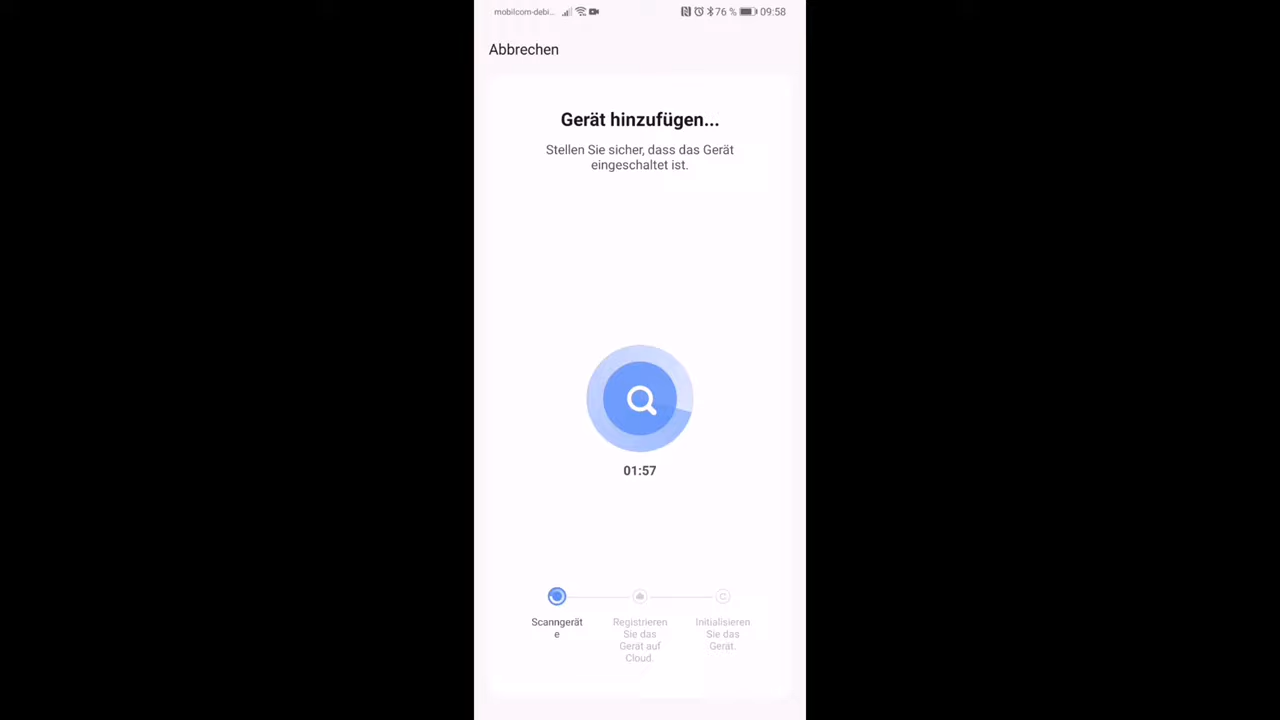 mobilcom-debi... 76 % 09:58
Abbrechen
Gerät hinzufügen...
Stellen Sie sicher, dass das Gerät
eingeschaltet ist.
01:57
Scanngerät
e
Registrieren
Sie das
Gerät auf
Cloud.
Initialisieren
Sie das
Gerät.